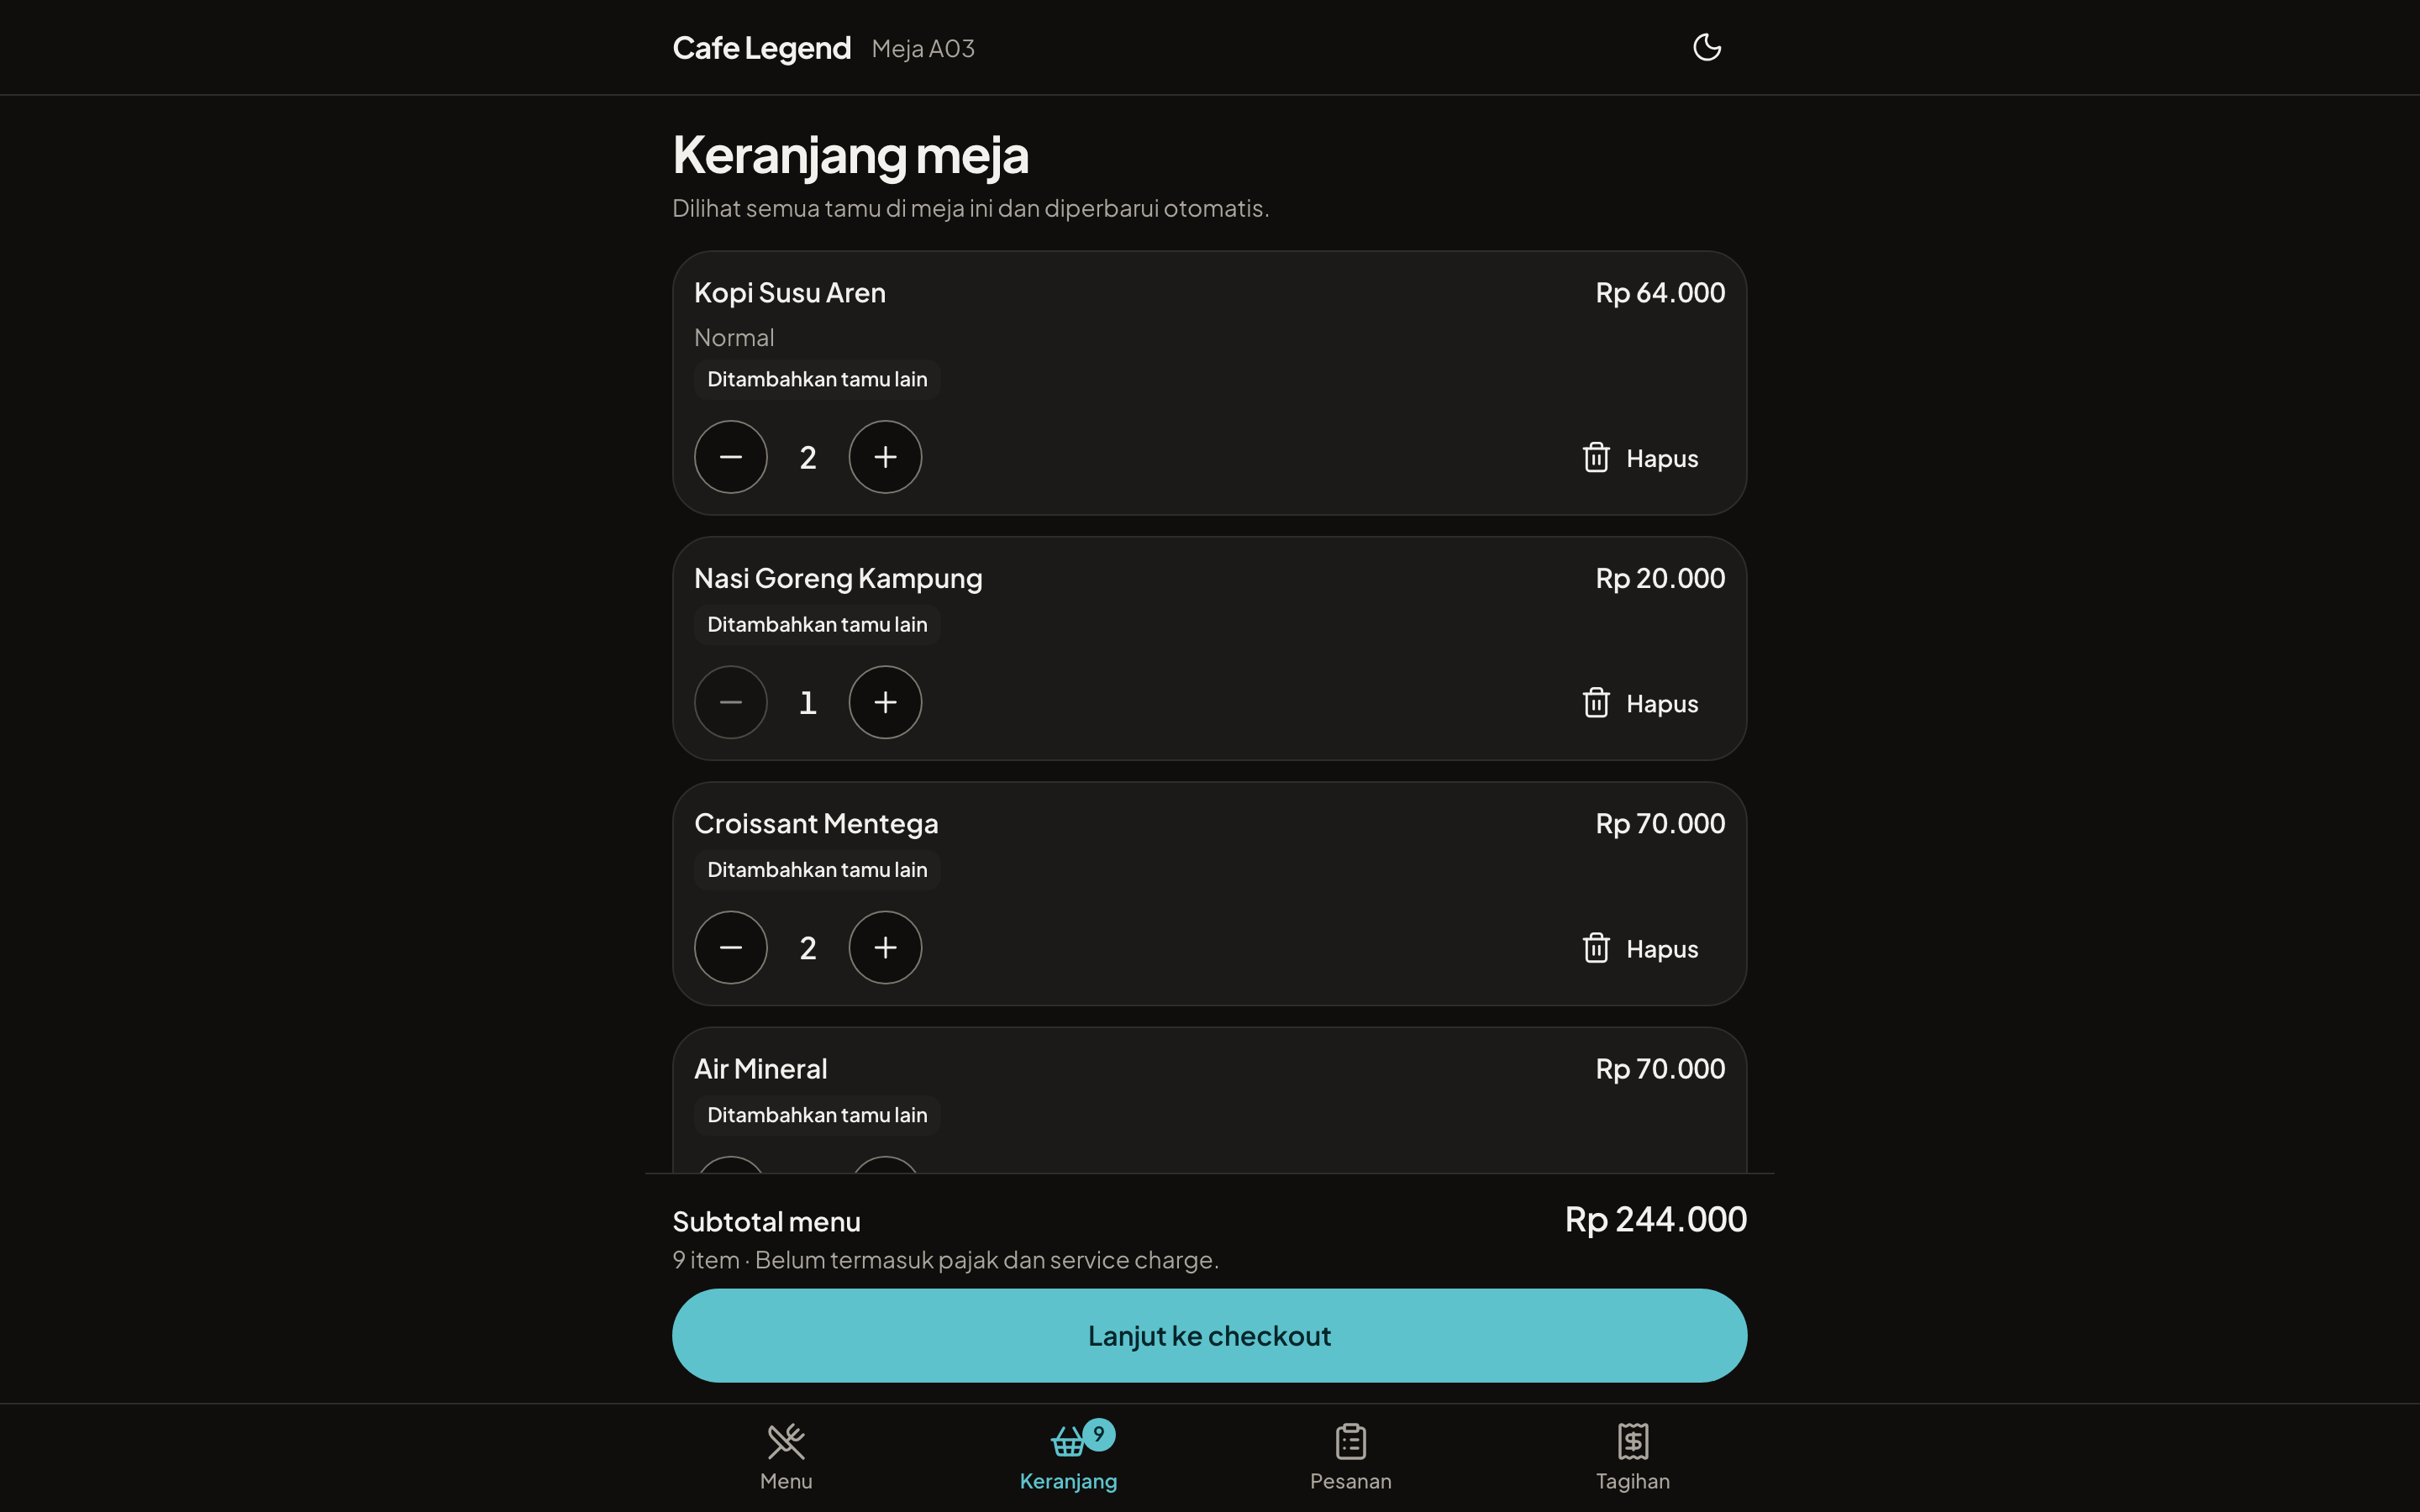 Cafe Legend Meja A03
Keranjang meja
Dilihat semua tamu di meja ini dan diperbarui otomatis.
Kopi Susu Aren Rp 64.000
Normal
Ditambahkan tamu lain
2 Hapus
Nasi Goreng Kampung Rp 20.000
Ditambahkan tamu lain
1 Hapus
Croissant Mentega Rp 70.000
Ditambahkan tamu lain
2 Hapus
Air Mineral Rp 70.000
Ditambahkan tamu lain
Subtotal menu Rp 244.000
9 item · Belum termasuk pajak dan service charge.
Lanjut ke checkout
9
Menu Keranjang Pesanan Tagihan